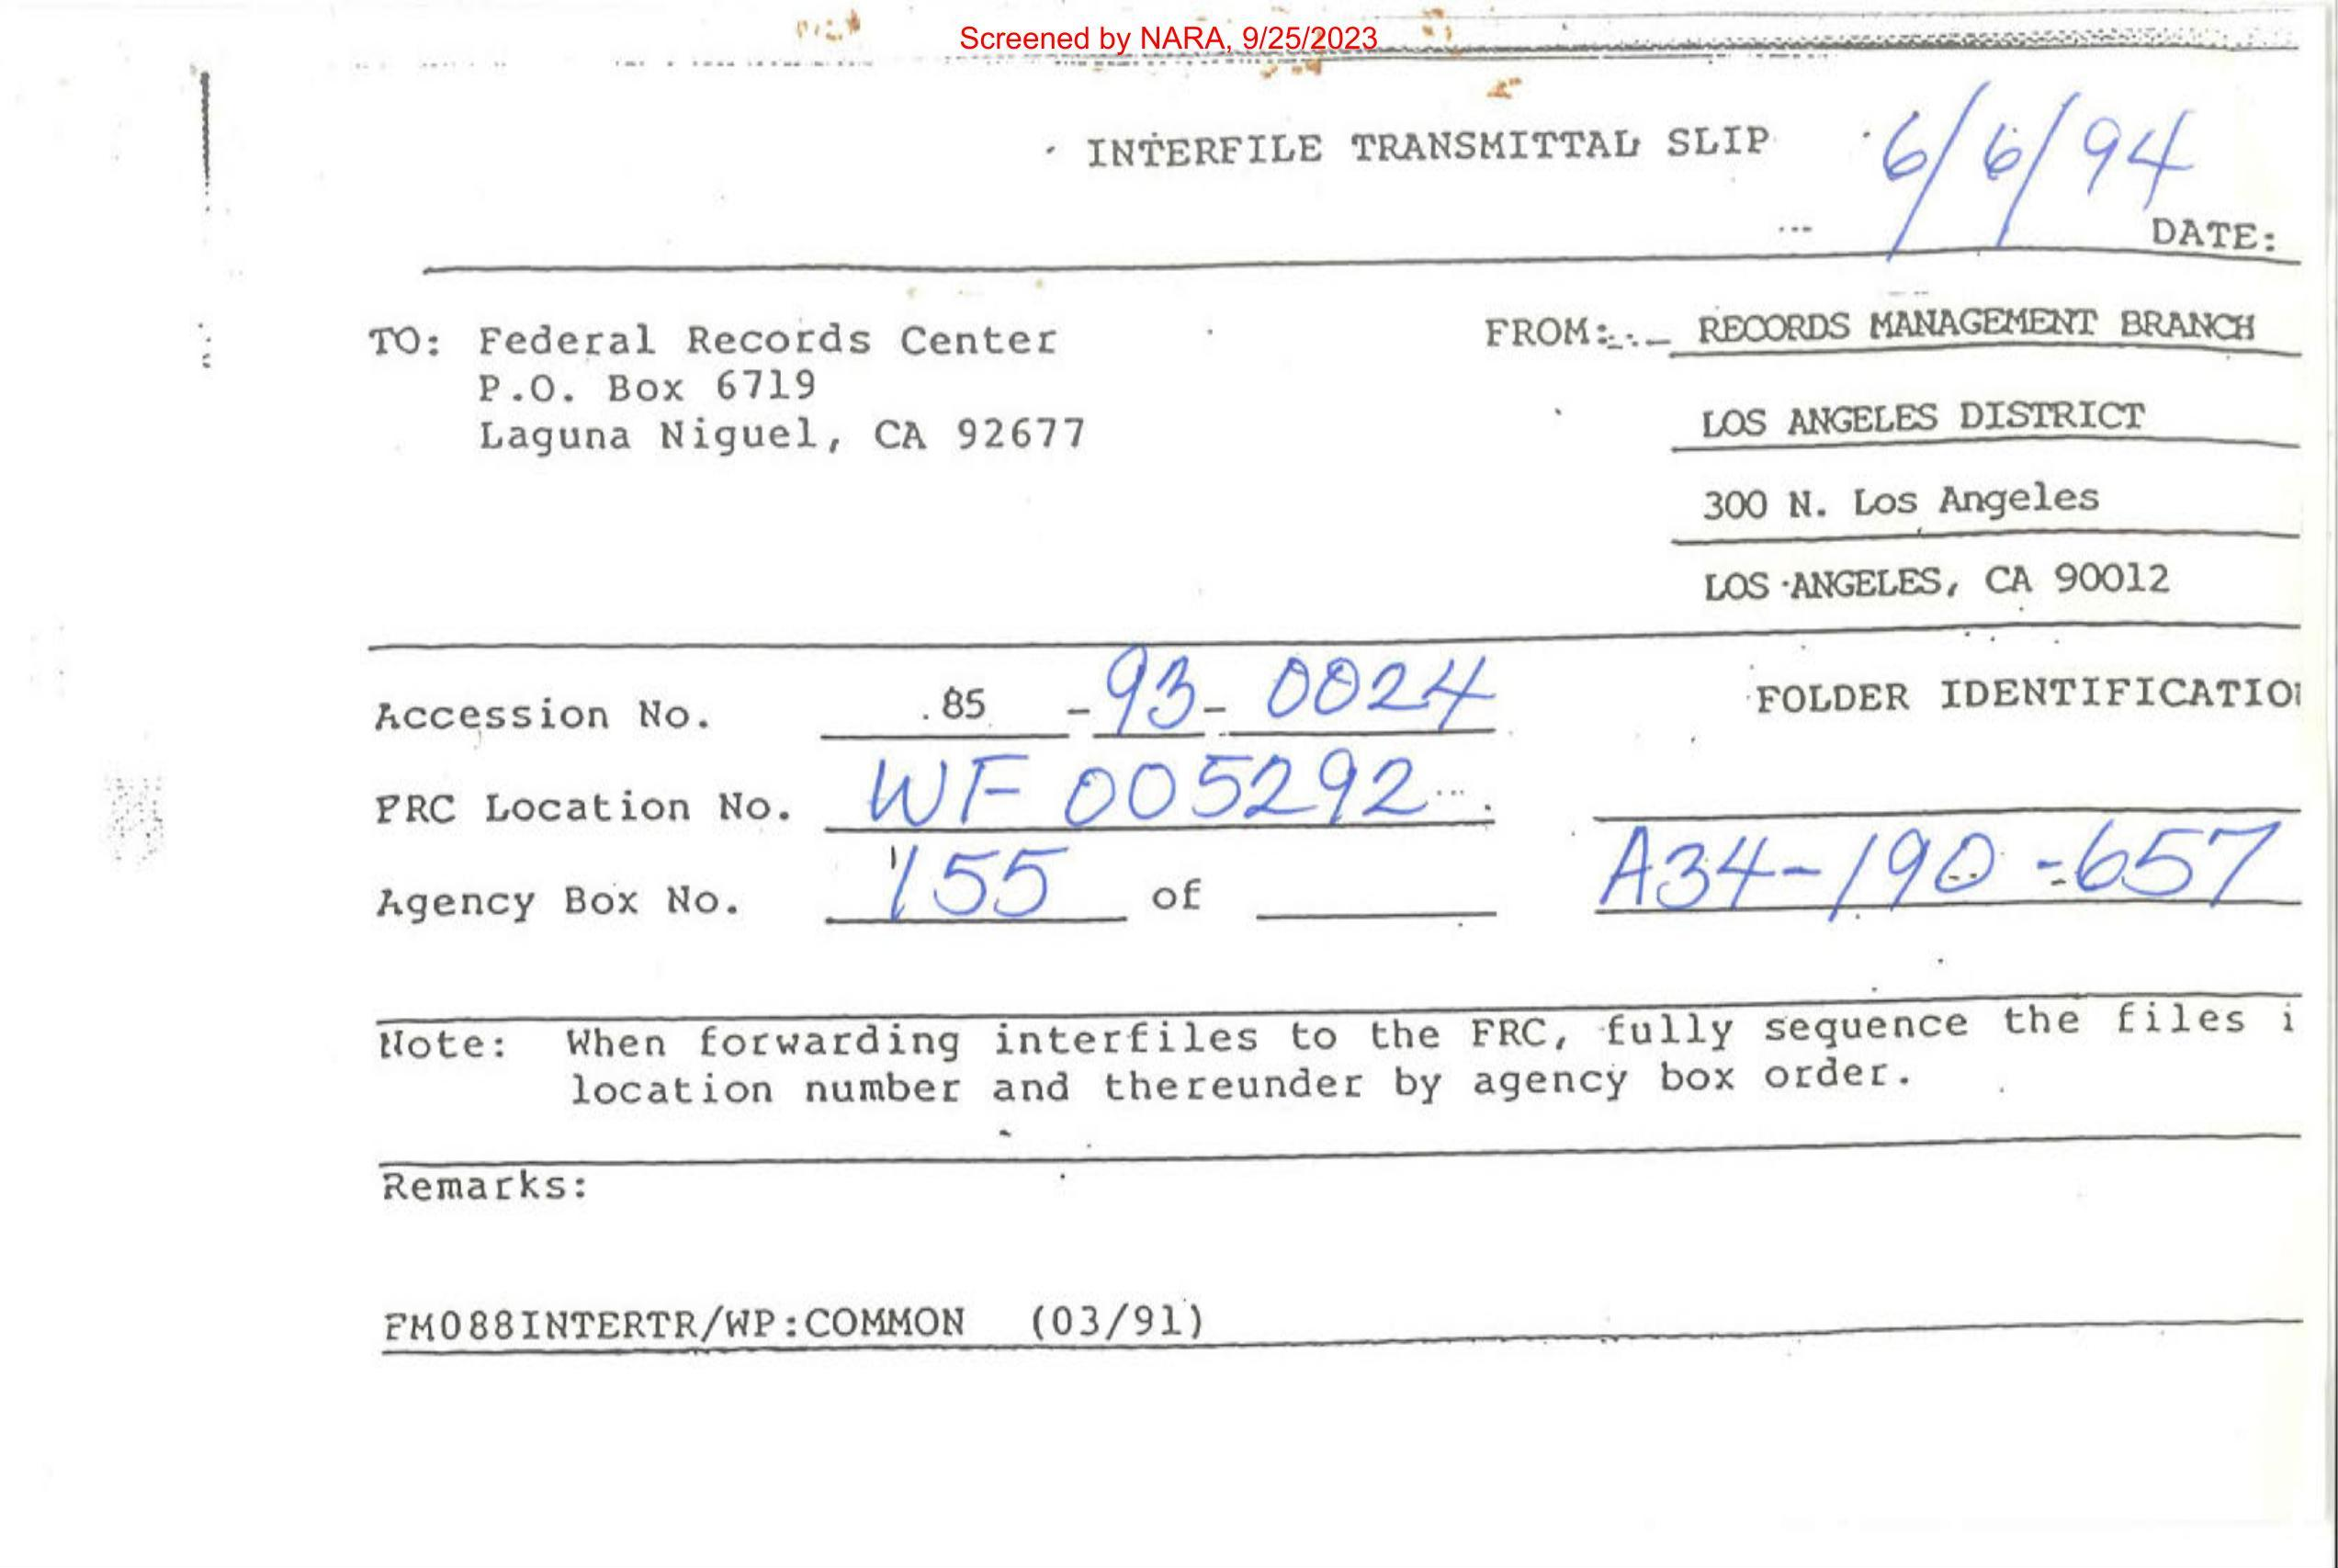 Screened by NARA, 9/25/2023
INTERFILE TRANSMITTAL SLIP 6/6/94
DATE:
TO: Federal Records Center FROM: RECORDS MANAGEMENT BRANCH
P.O. Box 6719
Laguna Niguel, CA 92677 LOS ANGELES DISTRICT
300 N. Los Angeles
LOS ANGELES, CA 90012
Accession No. 85 - 93 - 0024 FOLDER IDENTIFICATIO
FRC Location No. WF 005292
Agency Box No. 155 of A34-190-657
Note: When forwarding interfiles to the FRC, fully sequence the files i
location number and thereunder by agency box order.
Remarks:
FM088INTERTR/WP:COMMON (03/91)